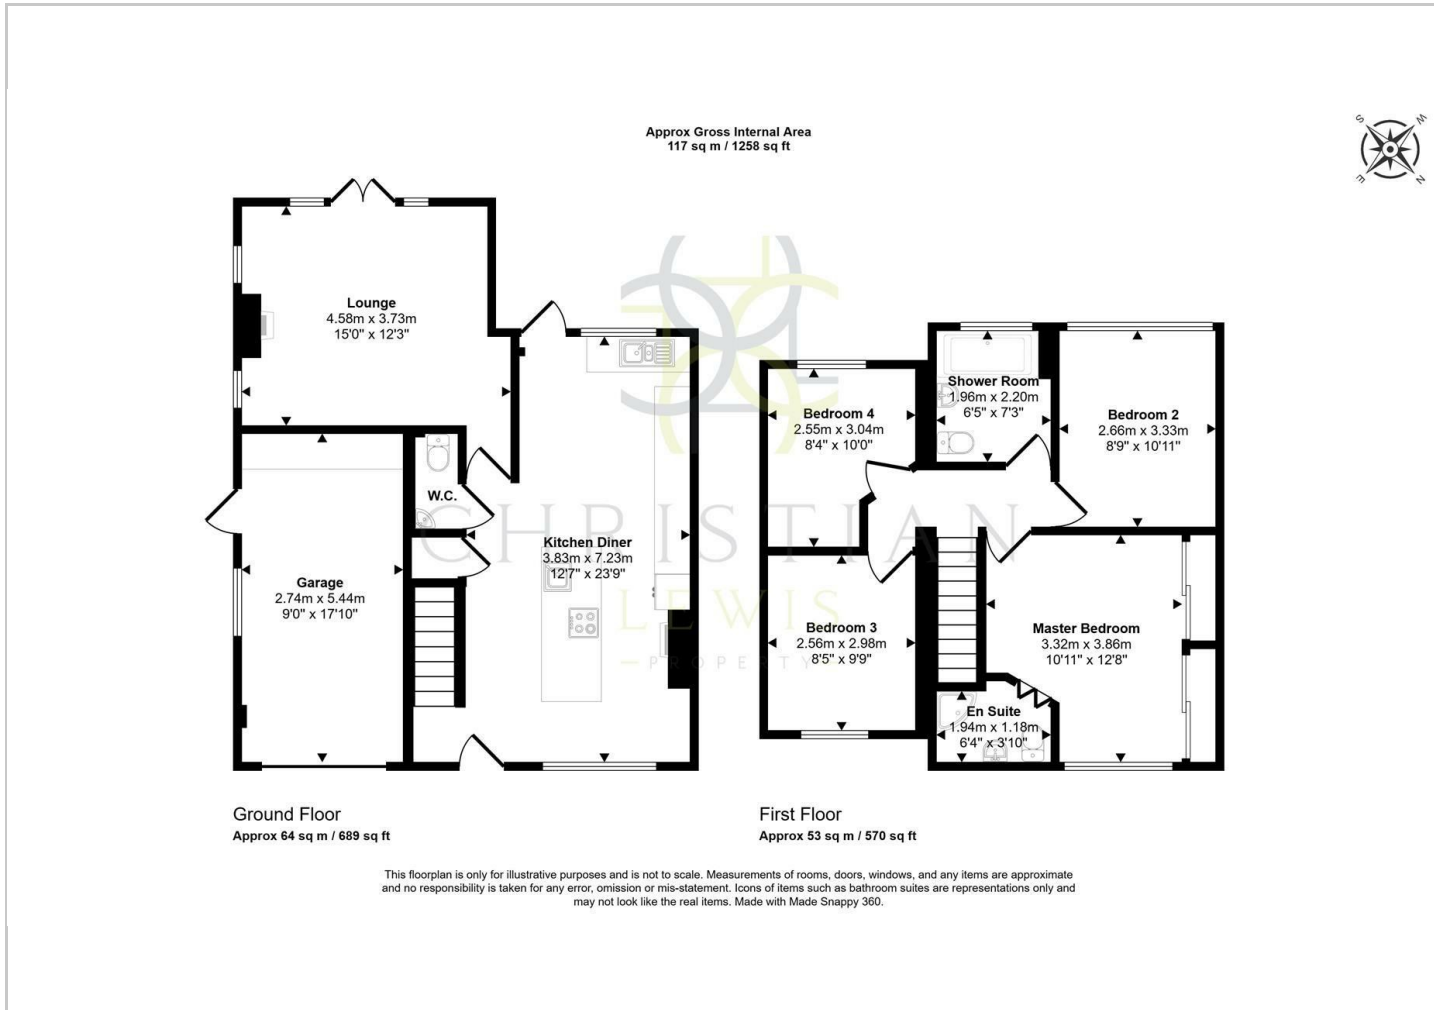 Approx Gross Internal Area
117 sq m / 1258 sq ft
S
W
E
N
Lounge
4.58m x 3.73m
15'0" x 12'3"
W.C.
Kitchen Diner
3.83m x 7.23m
12'7" x 23'9"
Garage
2.74m x 5.44m
9'0" x 17'10"
Shower Room
1.96m x 2.20m
6'5" x 7'3"
Bedroom 4
2.55m x 3.04m
8'4" x 10'0"
Bedroom 2
2.66m x 3.33m
8'9" x 10'11"
Bedroom 3
2.56m x 2.98m
8'5" x 9'9"
Master Bedroom
3.32m x 3.86m
10'11" x 12'8"
En Suite
1.94m x 1.18m
6'4" x 3'10"
CHRISTIAN
LEWIS
PROPERTY
Ground Floor
Approx 64 sq m / 689 sq ft
First Floor
Approx 53 sq m / 570 sq ft
This floorplan is only for illustrative purposes and is not to scale. Measurements of rooms, doors, windows, and any items are approximate
and no responsibility is taken for any error, omission or mis-statement. Icons of items such as bathroom suites are representations only and
may not look like the real items. Made with Made Snappy 360.